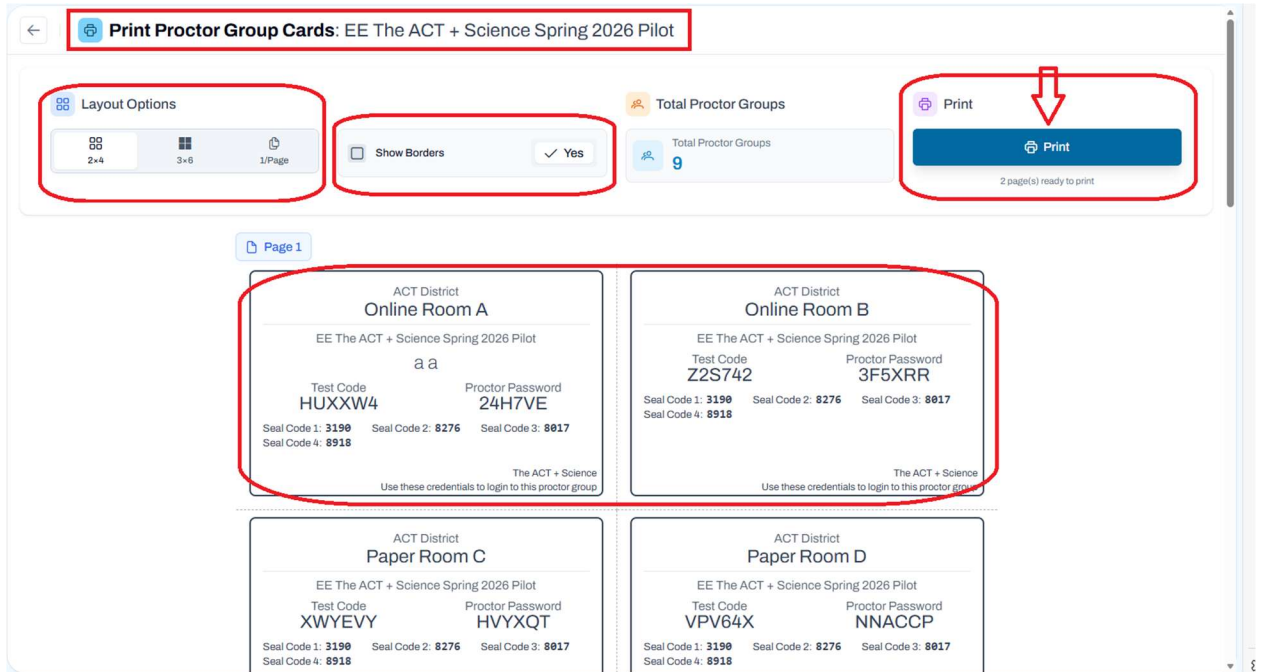 Print Proctor Group Cards: EE The ACT + Science Spring 2026 Pilot
Layout Options
2×4
3×6
1/Page
Show Borders
Yes
Total Proctor Groups
Total Proctor Groups
9
Print
Print
2 page(s) ready to print
Page 1
ACT District
Online Room A
EE The ACT + Science Spring 2026 Pilot
a a
Test Code Proctor Password
HUXXW4 24H7VE
Seal Code 1: 3190 Seal Code 2: 8276 Seal Code 3: 8017
Seal Code 4: 8918
The ACT + Science
Use these credentials to login to this proctor group
ACT District
Online Room B
EE The ACT + Science Spring 2026 Pilot
Test Code Proctor Password
Z2S742 3F5XRR
Seal Code 1: 3190 Seal Code 2: 8276 Seal Code 3: 8017
Seal Code 4: 8918
The ACT + Science
Use these credentials to login to this proctor group
ACT District
Paper Room C
EE The ACT + Science Spring 2026 Pilot
Test Code Proctor Password
XWYEVY HVYXQT
Seal Code 1: 3190 Seal Code 2: 8276 Seal Code 3: 8017
Seal Code 4: 8918
ACT District
Paper Room D
EE The ACT + Science Spring 2026 Pilot
Test Code Proctor Password
VPV64X NNACCP
Seal Code 1: 3190 Seal Code 2: 8276 Seal Code 3: 8017
Seal Code 4: 8918